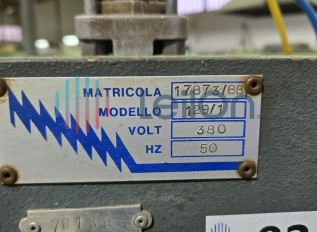 MATRICOLA 17873/88
MODELLO 129/1
VOLT 380
HZ 50